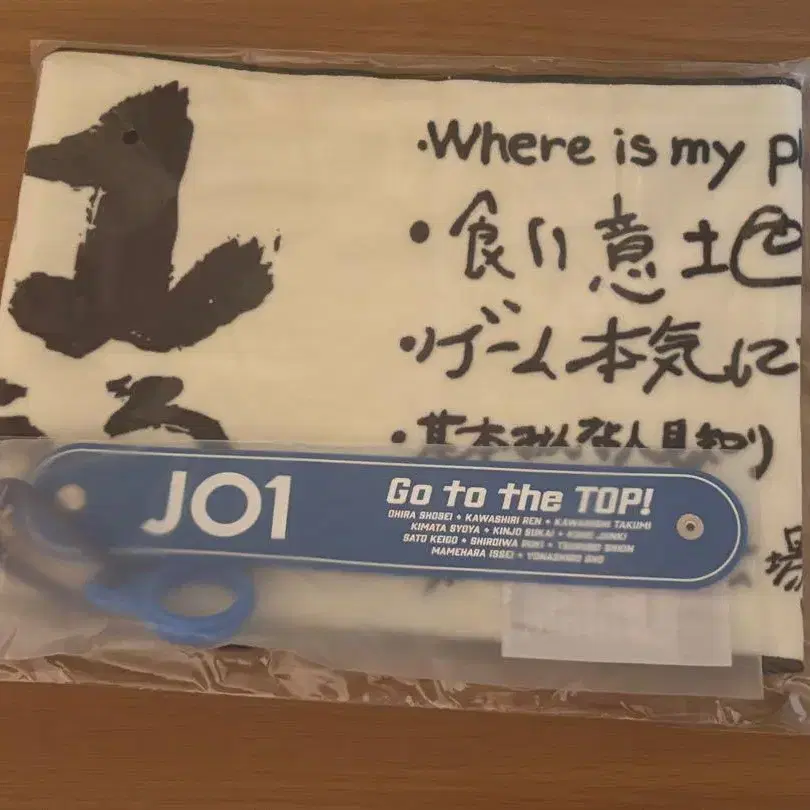 ·Where is my
・食い意地
・ゲーム本気に
・基本みんな人見知り
場
JO1
Go to the TOP!
OHIRA SHOSEI • KAWASHIRI REN • KAWANISHI TAKUMI
KIMATA SYOYA • KINJO SUKAI • KONO JUNKI
SATO KEIGO • SHIROIWA RUKI • TSURUBO SHION
MAMEHARA ISSEI • YONASHIRO SHO